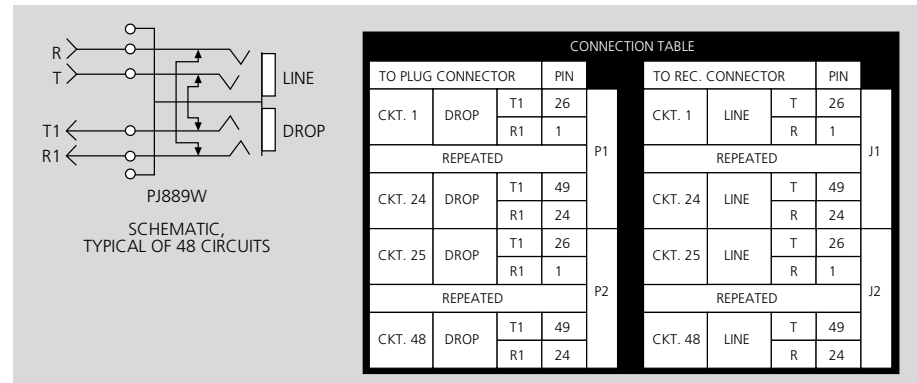 R
T
LINE
T1
DROP
R1
PJ889W
SCHEMATIC,
TYPICAL OF 48 CIRCUITS
CONNECTION TABLE
TO PLUG CONNECTOR PIN TO REC. CONNECTOR PIN
CKT. 1 DROP T1 26 CKT. 1 LINE T 26
R1 1 R 1
REPEATED P1 REPEATED J1
CKT. 24 DROP T1 49 CKT. 24 LINE T 49
R1 24 R 24
CKT. 25 DROP T1 26 CKT. 25 LINE T 26
R1 1 R 1
REPEATED P2 REPEATED J2
CKT. 48 DROP T1 49 CKT. 48 LINE T 49
R1 24 R 24